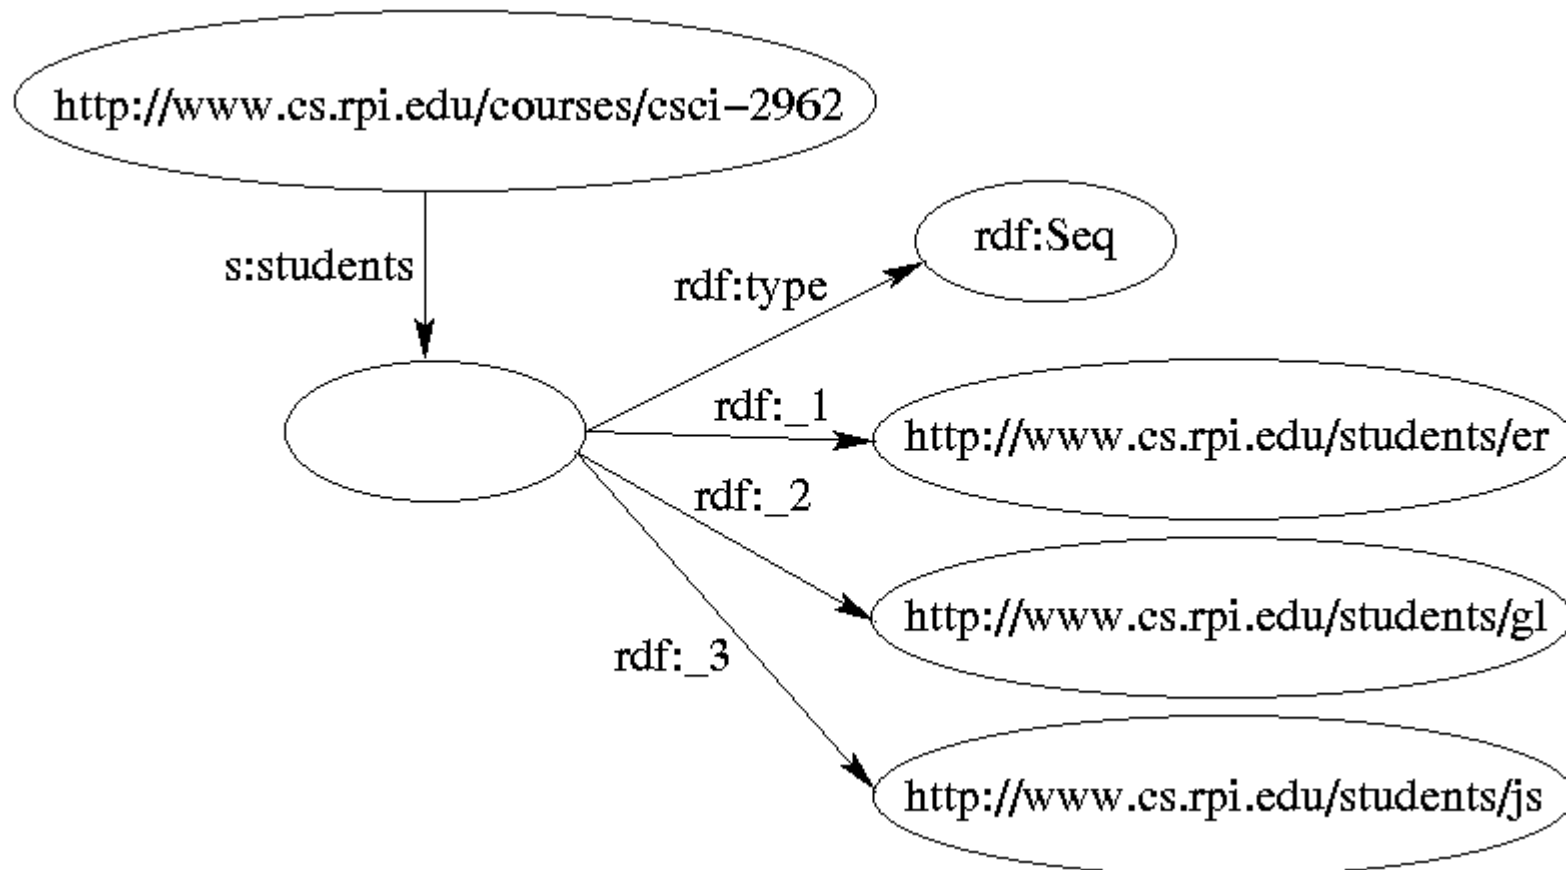 http://www.cs.rpi.edu/courses/csci−2962
s:students
rdf:type
rdf:Seq
rdf:_1
http://www.cs.rpi.edu/students/er
rdf:_2
http://www.cs.rpi.edu/students/gl
rdf:_3
http://www.cs.rpi.edu/students/js